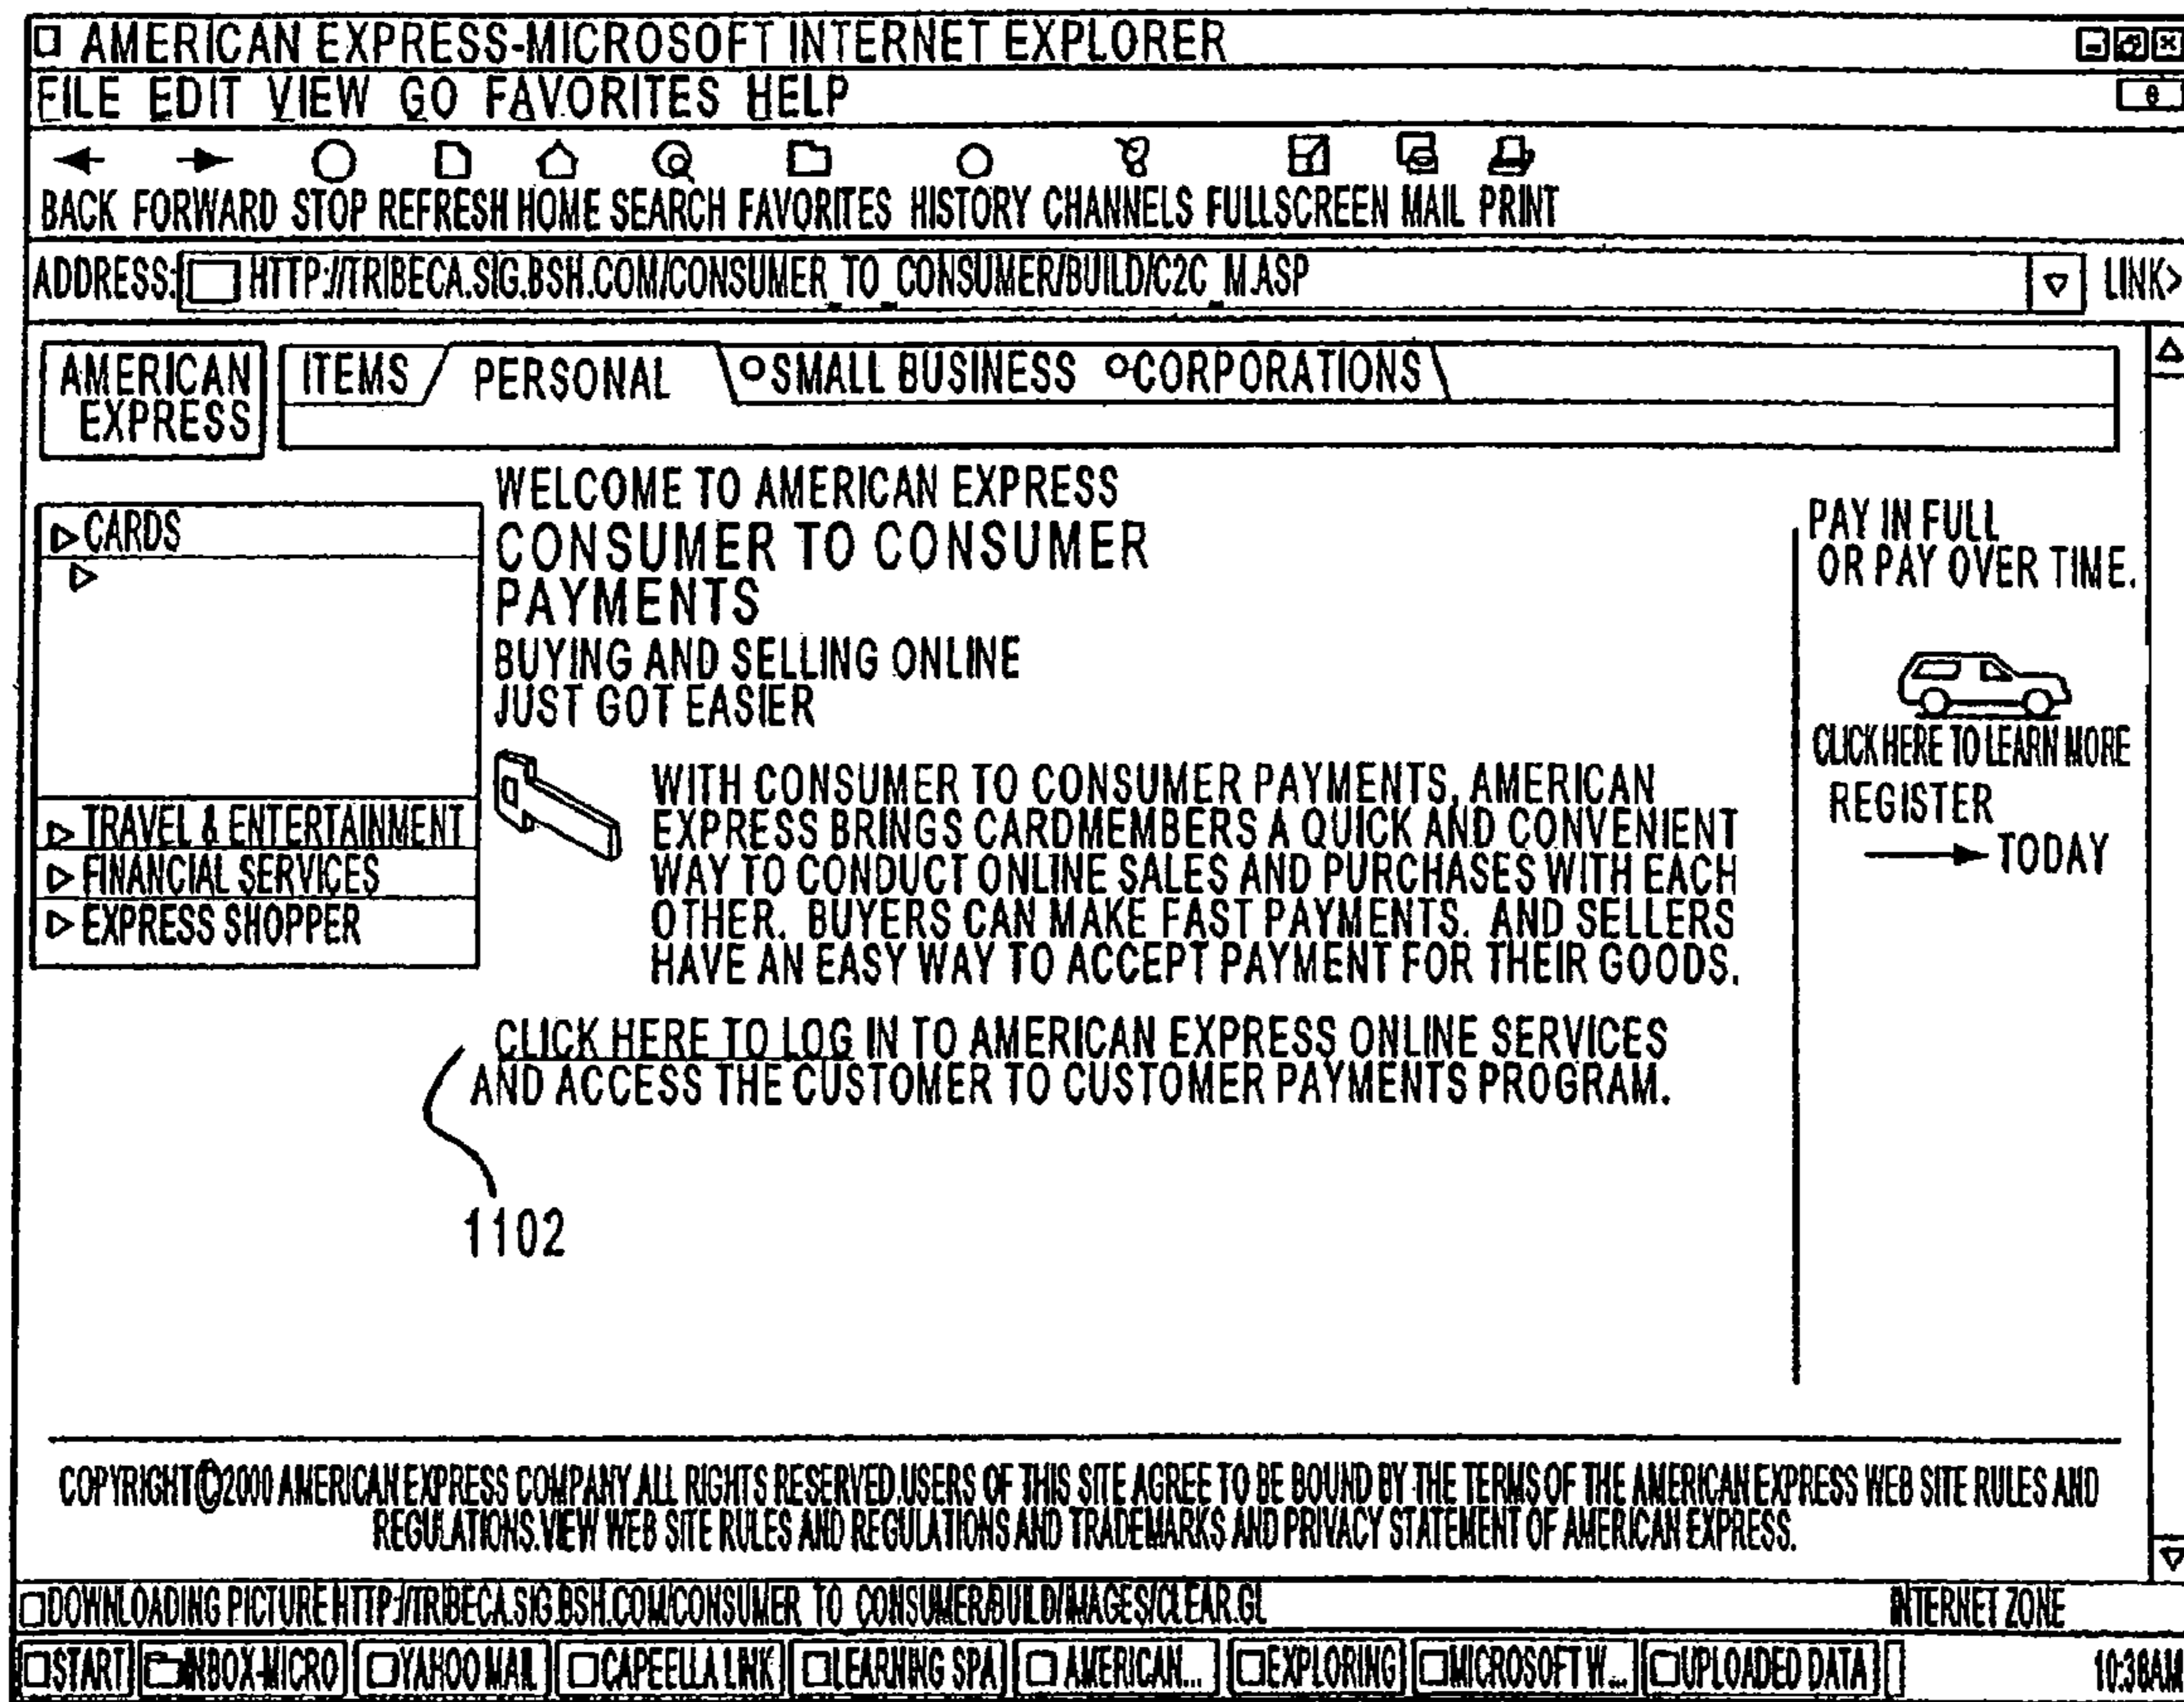 AMERICAN EXPRESS-MICROSOFT INTERNET EXPLORER
FILE EDIT VIEW GO FAVORITES HELP
BACK FORWARD STOP REFRESH HOME SEARCH FAVORITES HISTORY CHANNELS FULLSCREEN MAIL PRINT
ADDRESS: HTTP://TRIBECA.SIG.BSH.COM/CONSUMER_TO_CONSUMER/BUILD/C2C_M.ASP LINK>
AMERICAN
EXPRESS
ITEMS PERSONAL SMALL BUSINESS CORPORATIONS
CARDS
TRAVEL & ENTERTAINMENT
FINANCIAL SERVICES
EXPRESS SHOPPER
WELCOME TO AMERICAN EXPRESS
CONSUMER TO CONSUMER
PAYMENTS
BUYING AND SELLING ONLINE
JUST GOT EASIER
WITH CONSUMER TO CONSUMER PAYMENTS, AMERICAN
EXPRESS BRINGS CARDMEMBERS A QUICK AND CONVENIENT
WAY TO CONDUCT ONLINE SALES AND PURCHASES WITH EACH
OTHER. BUYERS CAN MAKE FAST PAYMENTS. AND SELLERS
HAVE AN EASY WAY TO ACCEPT PAYMENT FOR THEIR GOODS.
CLICK HERE TO LOG IN TO AMERICAN EXPRESS ONLINE SERVICES
AND ACCESS THE CUSTOMER TO CUSTOMER PAYMENTS PROGRAM.
1102
PAY IN FULL
OR PAY OVER TIME.
CLICK HERE TO LEARN MORE
REGISTER
TODAY
COPYRIGHT©2000 AMERICAN EXPRESS COMPANY.ALL RIGHTS RESERVED.USERS OF THIS SITE AGREE TO BE BOUND BY THE TERMS OF THE AMERICAN EXPRESS WEB SITE RULES AND
REGULATIONS.VIEW WEB SITE RULES AND REGULATIONS AND TRADEMARKS AND PRIVACY STATEMENT OF AMERICAN EXPRESS.
DOWNLOADING PICTURE HTTP://TRIBECA.SIG.BSH.COM/CONSUMER_TO_CONSUMER/BUILD/IMAGES/CLEAR.GL INTERNET ZONE
START INBOX-MICRO YAHOO MAIL CAPEELLA LINK LEARNING SPA AMERICAN... EXPLORING MICROSOFT W... UPLOADED DATA 10:36AM